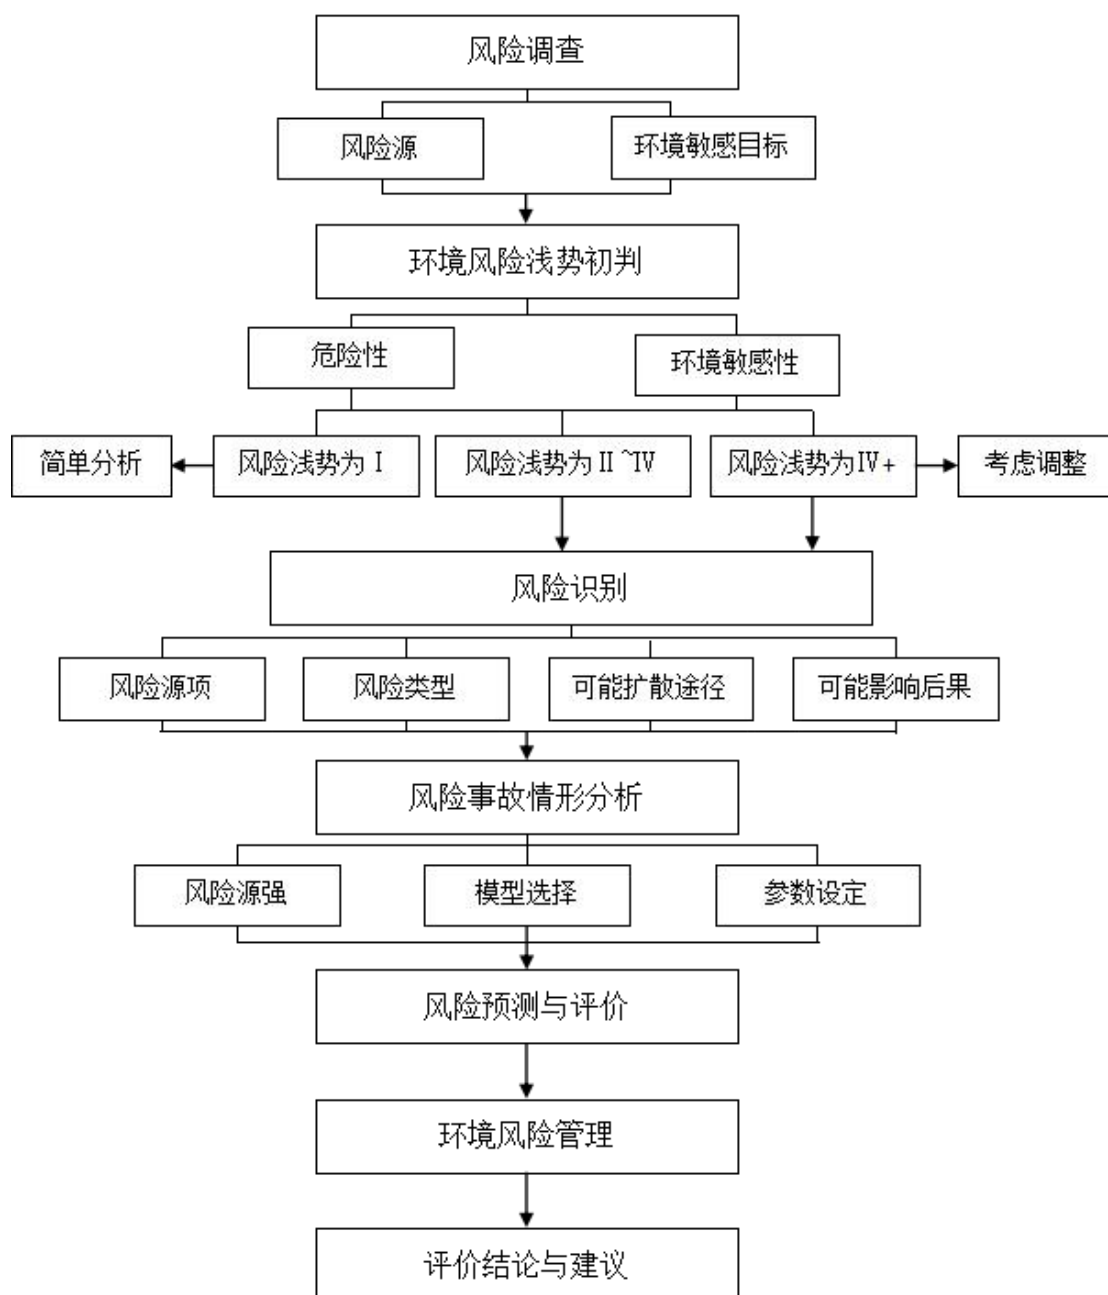 风险调查
风险源
环境敏感目标
环境风险浅势初判
危险性
环境敏感性
简单分析
风险浅势为 Ⅰ
风险浅势为 Ⅱ~Ⅳ
风险浅势为Ⅳ+
考虑调整
风险识别
风险源项
风险类型
可能扩散途径
可能影响后果
风险事故情形分析
风险源强
模型选择
参数设定
风险预测与评价
环境风险管理
评价结论与建议